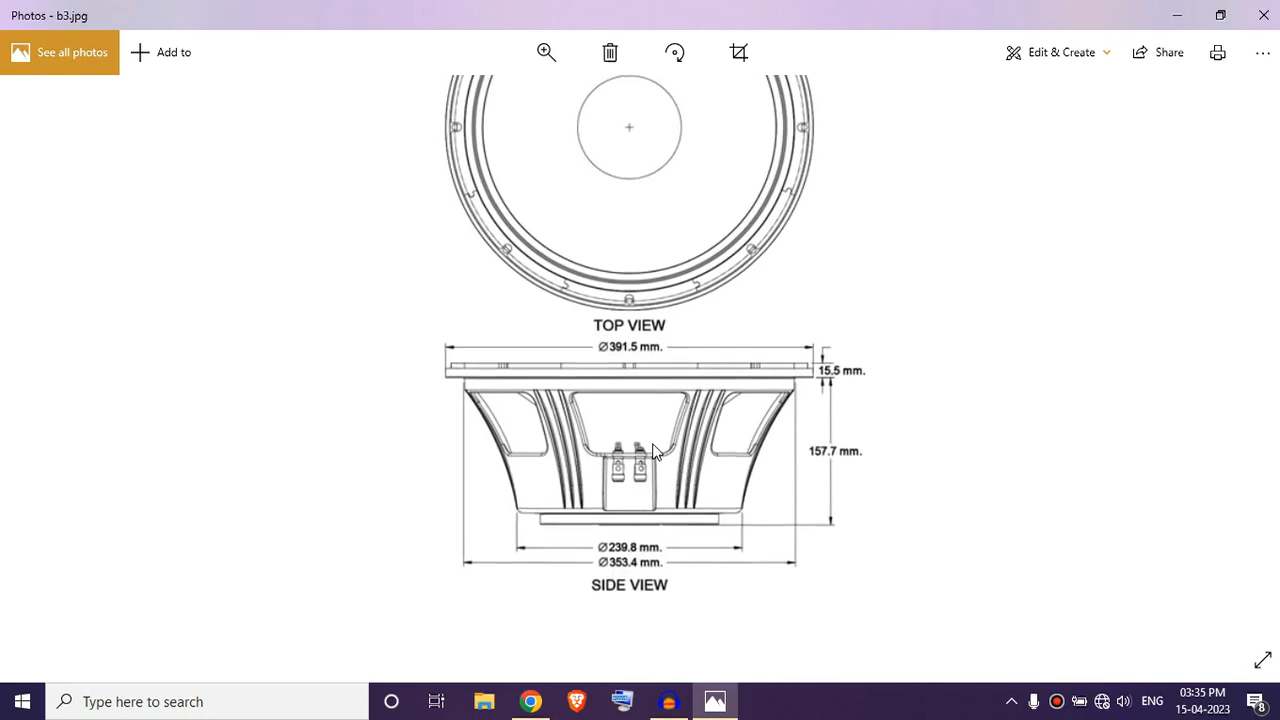 Photos - b3.jpg
See all photos
Add to
Edit & Create
Share
TOP VIEW
Ø391.5 mm.
15.5 mm.
157.7 mm.
Ø239.8 mm.
Ø353.4 mm.
SIDE VIEW
Type here to search
ENG
03:35 PM
15-04-2023
8